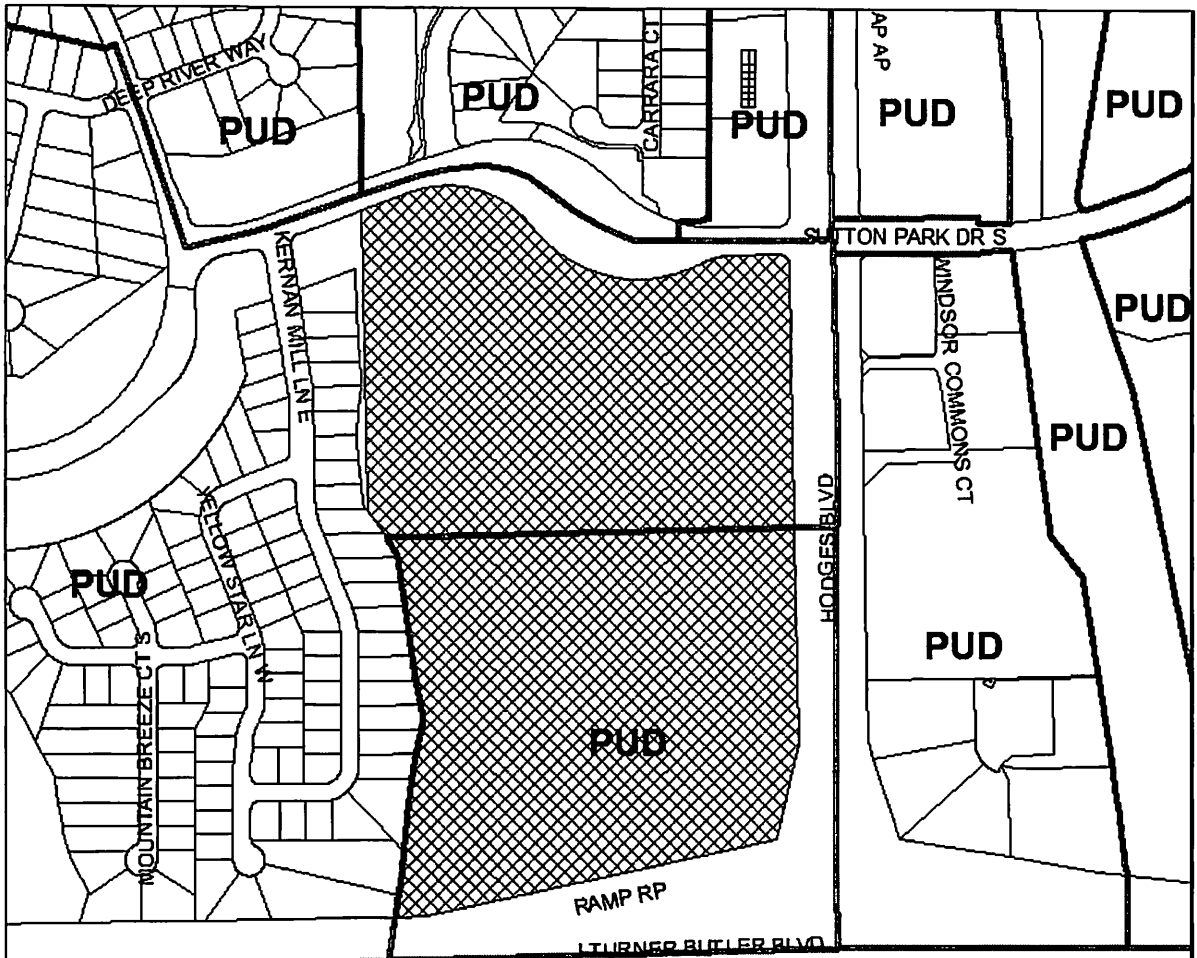 AP AP
DEEP RIVER WAY
PUD
PUD
CARRARA CT
PUD
PUD
PUD
SUTTON PARK DR S
KERNAN MILL LN E
WINDSOR COMMONS CT
PUD
PUD
HODGES BLVD
YELLOW STAR LN W
PUD
MOUNTAIN BREEZE CT S
PUD
PUD
RAMP RP
J TURNER BUTLER BLVD